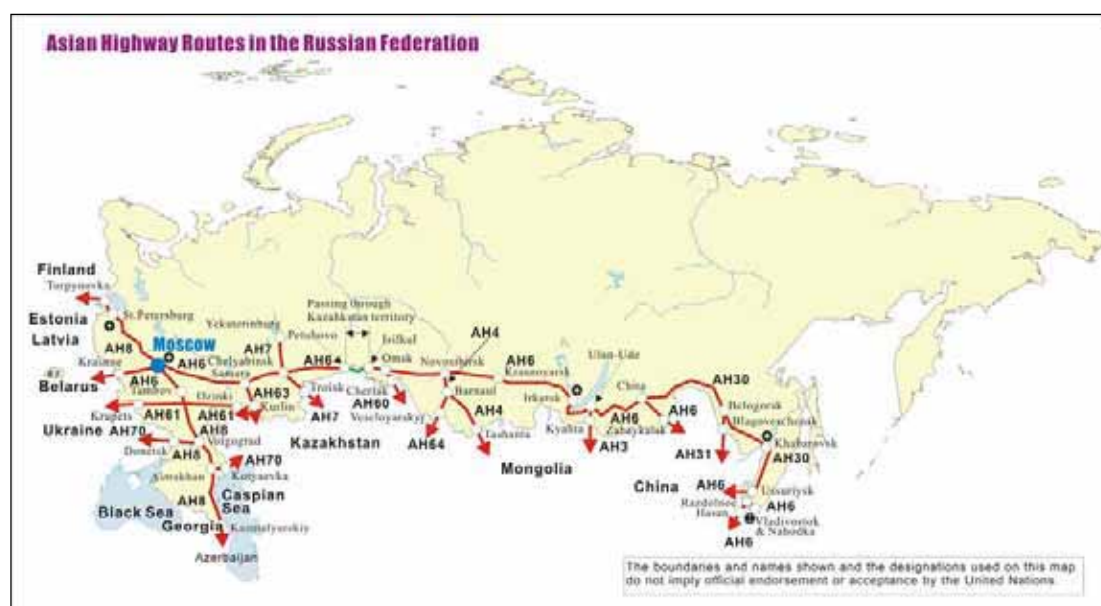 Asian Highway Routes in the Russian Federation
Finland
Torpynovka
Estonia
Latvia
St.Petersburg
AH8
Moscow
AH6
Yekaterinburg
Chelyabinsk
Samara
AH7
Petuhovo
Passing through
Kazahkstan territory
Isilkul
Omsk
AH6
Novosibirsk
AH4
AH6
Krasnoyarsk
Irkutsk
Ulan-Ude
Chita
AH30
Belogorsk
Blagoveschensk
Khabarovsk
AH30
Krasnoe
Belarus
AH6
Tambov
Ozinki
AH63
Kurlin
Troisk
AH7
Cherlak
AH60
Veseloyarskyj
Barnaul
AH4
AH64
Tashanta
Kyahta
AH3
AH6
Zabaykalsk
AH6
AH31
Krupets
AH61
AH61
Ukraine
AH70
AH8
Volgograd
Donetsk
AH8
AH70
Kotyaevka
Astrakhan
AH8
Kazakhstan
Mongolia
China
AH6
Ussuriysk
Razdolnoe
Hasan
AH6
Vladivostok
& Nahodka
AH6
Black Sea
Caspian
Sea
Georgia
Kazmalyarskiy
Azerbaijan
The boundaries and names shown and the designations used on this map
do not imply official endorsement or acceptance by the United Nations.